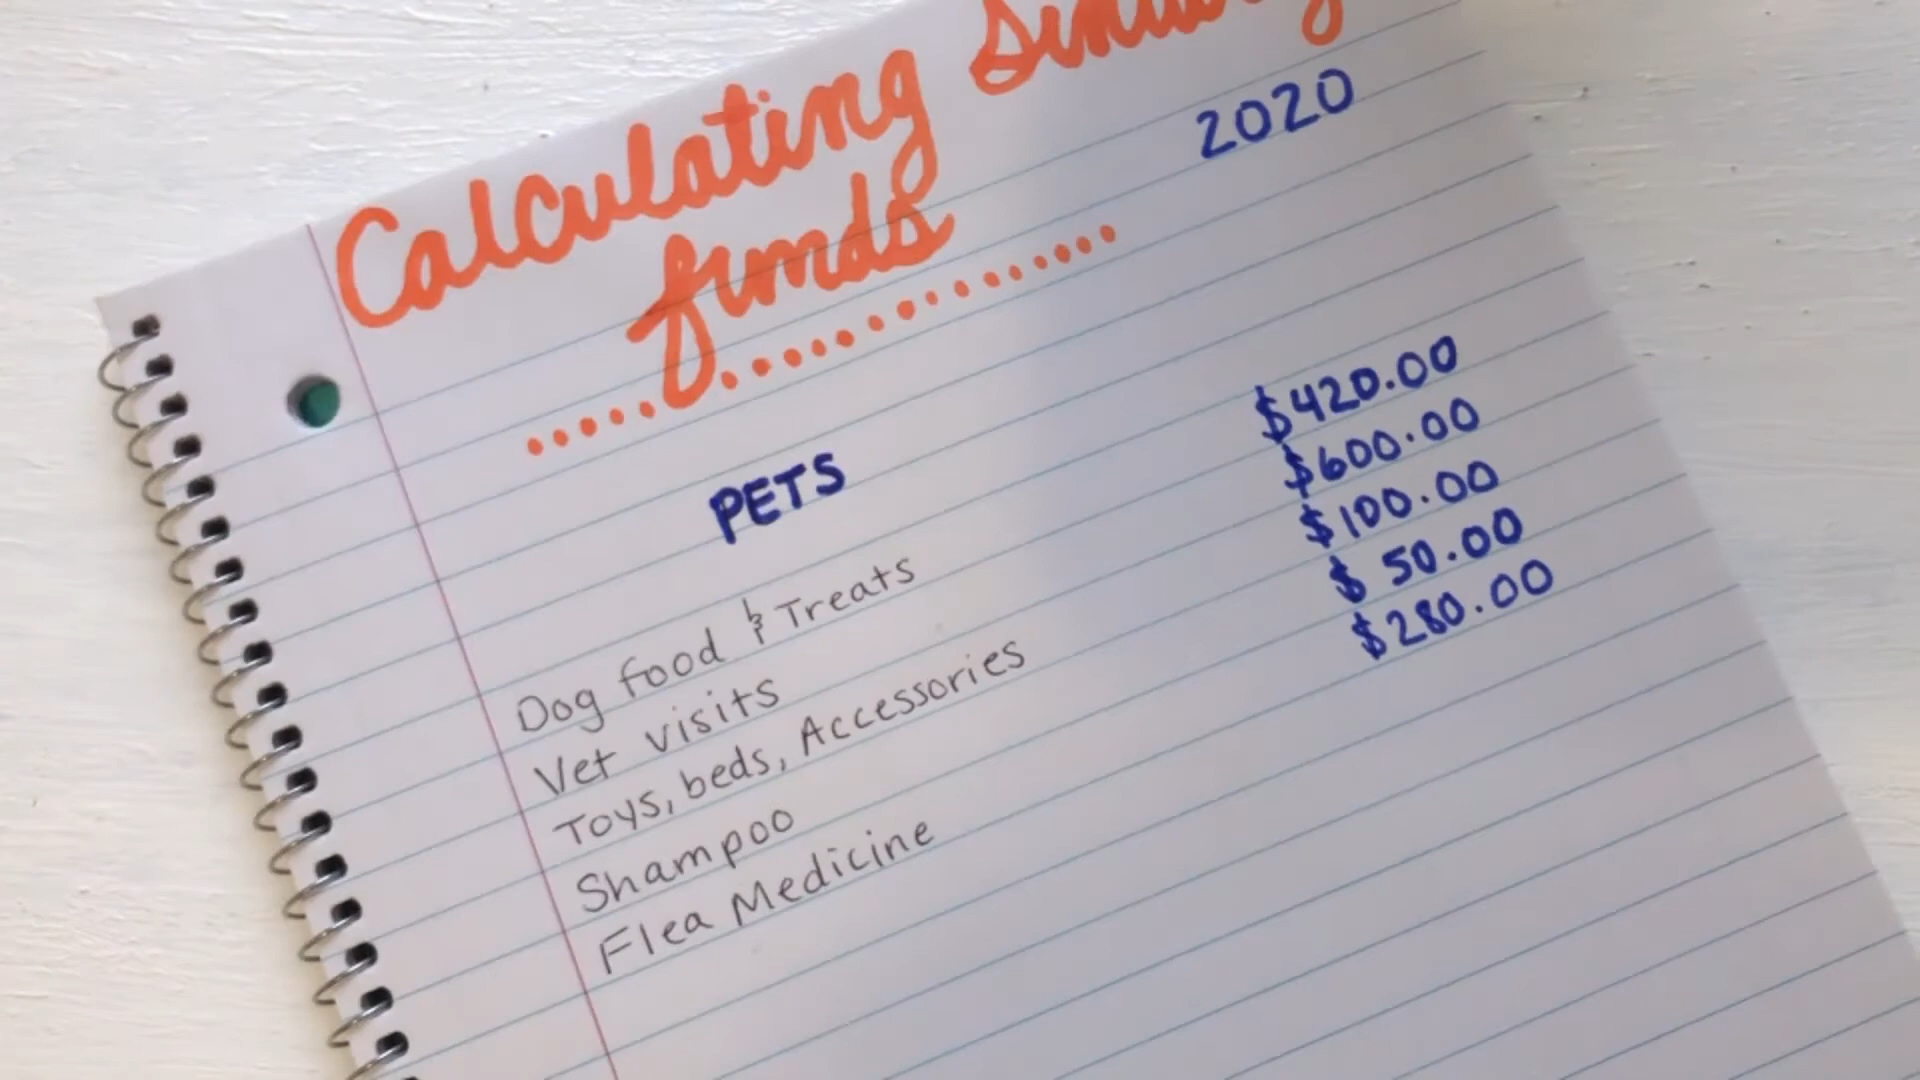 Calculating Sinking
funds
2020
PETS
Dog food & Treats $420.00
Vet visits $600.00
Toys, beds, Accessories $100.00
Shampoo $50.00
Flea Medicine $280.00